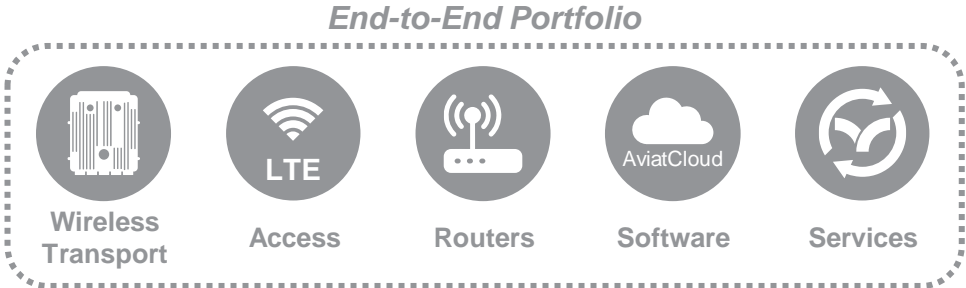 End-to-End Portfolio
LTE
AviatCloud
Wireless
Transport
Access
Routers
Software
Services